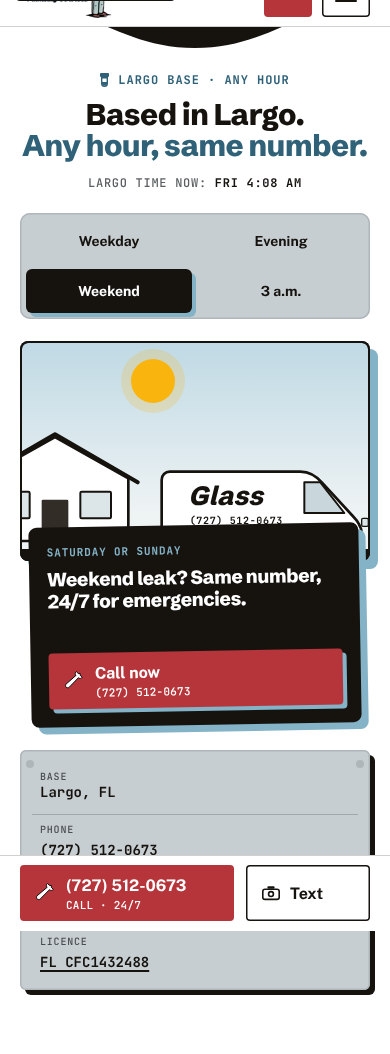 LARGO BASE · ANY HOUR
Based in Largo.
Any hour, same number.
LARGO TIME NOW: FRI 4:08 AM
Weekday
Evening
Weekend
3 a.m.
Glass
(727) 512-0673
SATURDAY OR SUNDAY
Weekend leak? Same number,
24/7 for emergencies.
Call now
(727) 512-0673
BASE
Largo, FL
PHONE
(727) 512-0673
(727) 512-0673
CALL · 24/7
Text
LICENCE
FL CFC1432488